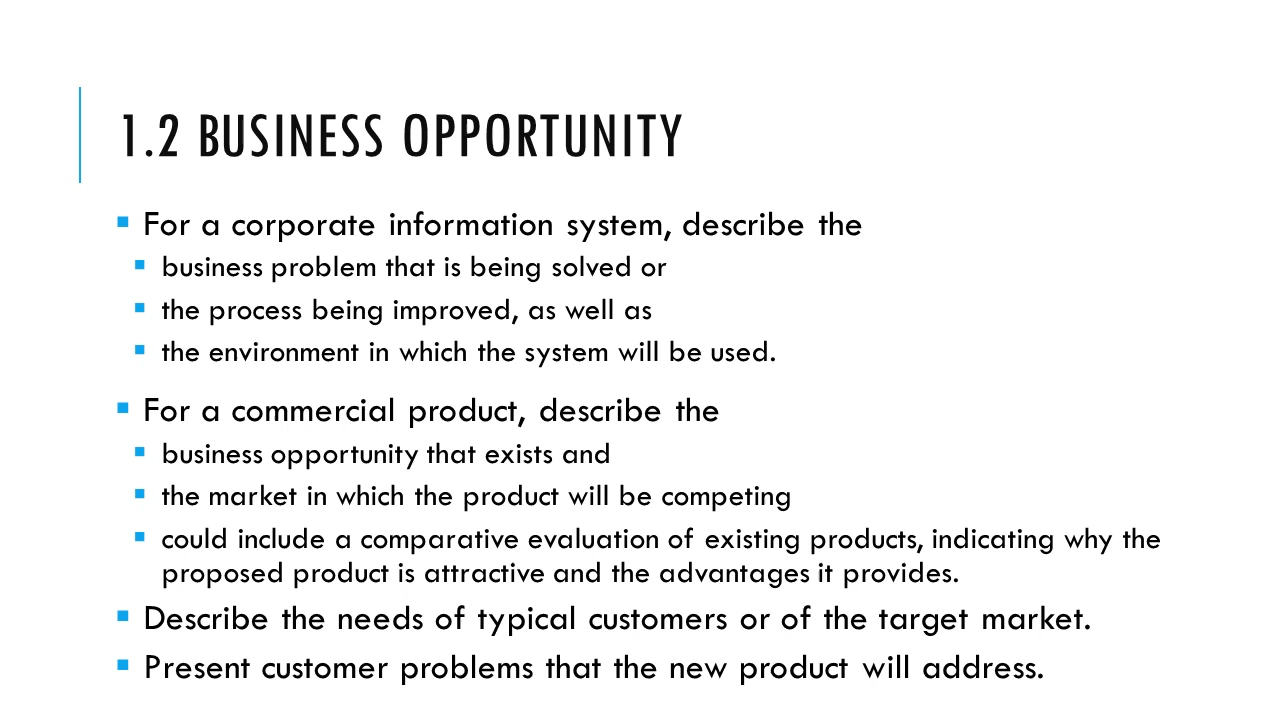 1.2 BUSINESS OPPORTUNITY
▪ For a corporate information system, describe the
▪ business problem that is being solved or
▪ the process being improved, as well as
▪ the environment in which the system will be used.
▪ For a commercial product, describe the
▪ business opportunity that exists and
▪ the market in which the product will be competing
▪ could include a comparative evaluation of existing products, indicating why the
proposed product is attractive and the advantages it provides.
▪ Describe the needs of typical customers or of the target market.
▪ Present customer problems that the new product will address.